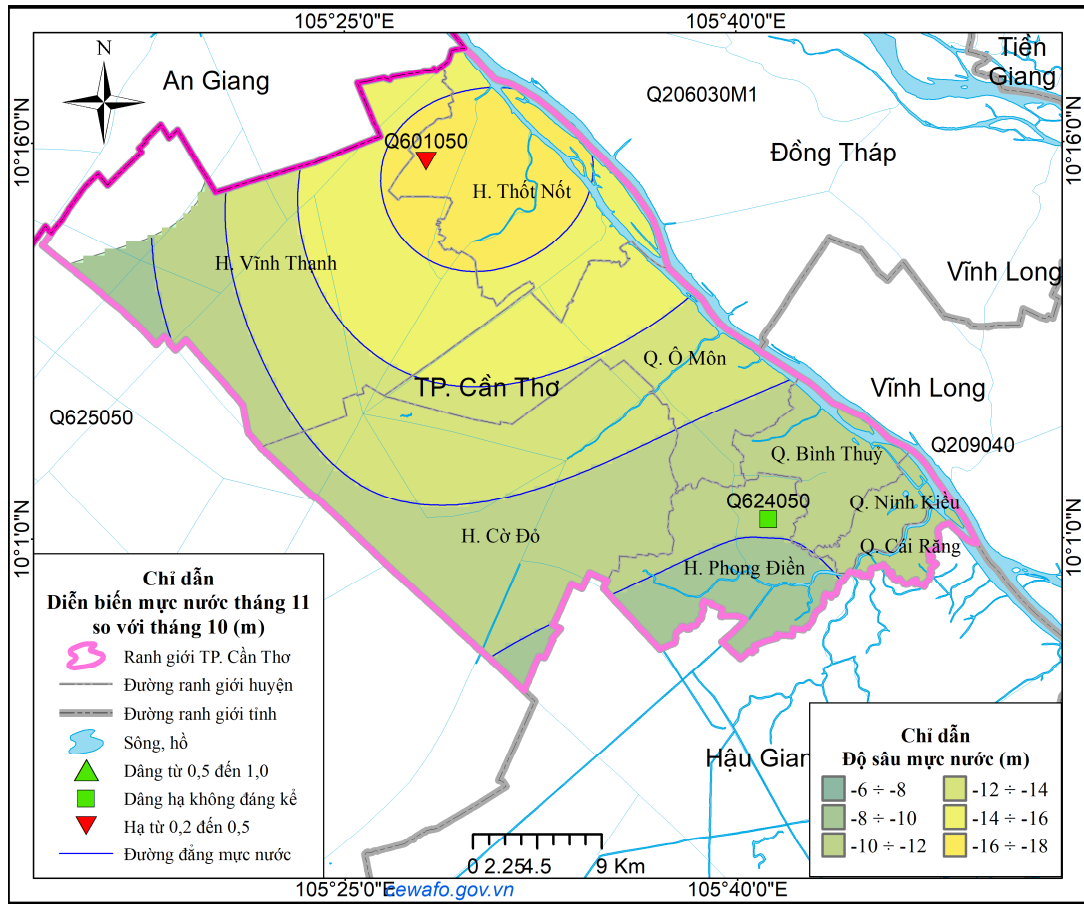 105°25'0"E
105°40'0"E
N
An Giang
Tiền
Giang
Q206030M1
10°16'0"N
10°16'0"N
Q601050
Đồng Tháp
H. Thốt Nốt
H. Vĩnh Thạnh
Vĩnh Long
Q. Ô Môn
TP. Cần Thơ
Vĩnh Long
Q625050
Q209040
Q. Bình Thuỷ
Q624050
Q. Ninh Kiều
H. Cờ Đỏ
Q. Cái Răng
10°1'0"N
10°1'0"N
H. Phong Điền
Chỉ dẫn
Diễn biến mực nước tháng 11
so với tháng 10 (m)
Ranh giới TP. Cần Thơ
Đường ranh giới huyện
Đường ranh giới tỉnh
Sông, hồ
Dâng từ 0,5 đến 1,0
Dâng hạ không đáng kể
Hạ từ 0,2 đến 0,5
Đường đẳng mực nước
Hậu Gian
Chỉ dẫn
Độ sâu mực nước (m)
-6 ÷ -8
-8 ÷ -10
-10 ÷ -12
-12 ÷ -14
-14 ÷ -16
-16 ÷ -18
0 2.254.5 9 Km
105°25'0"E
eewafo.gov.vn
105°40'0"E